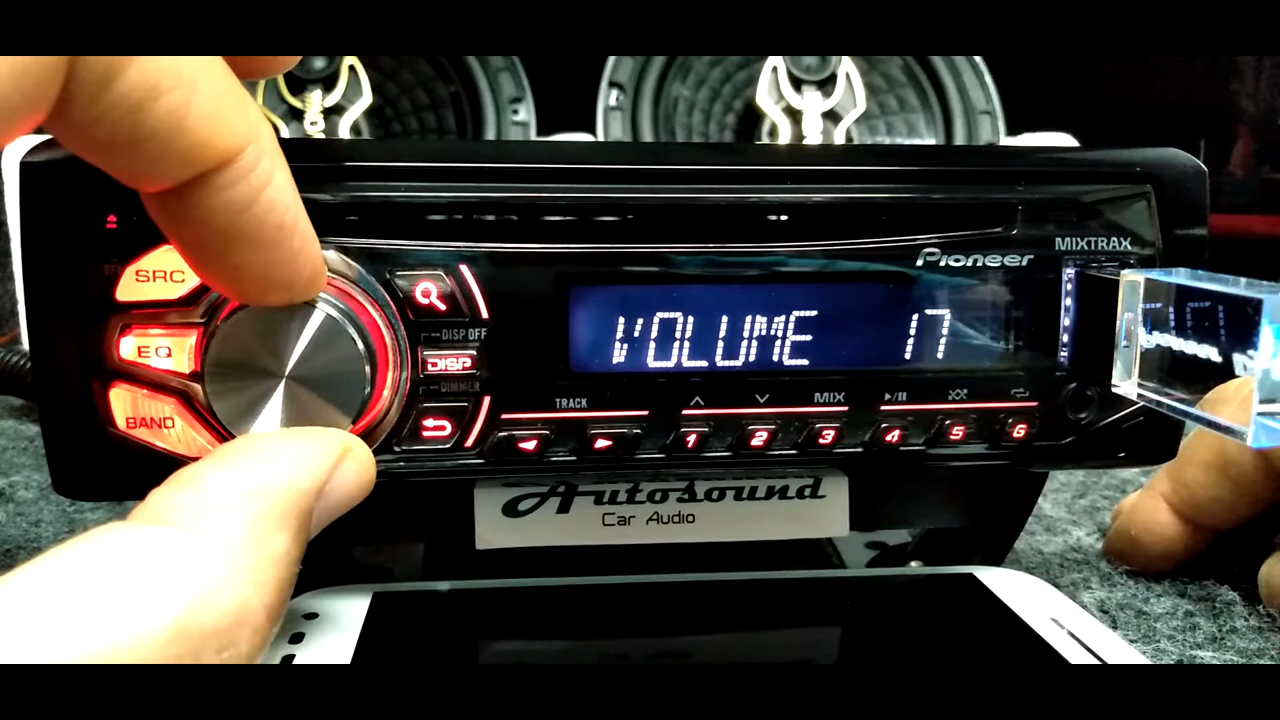 MIXTRAX
Pioneer
SRC
DISP OFF
VOLUME 17
EQ
DISP
DIMMER
BAND
TRACK
MIX
1 2 3 4 5 6
Autosound
Car Audio